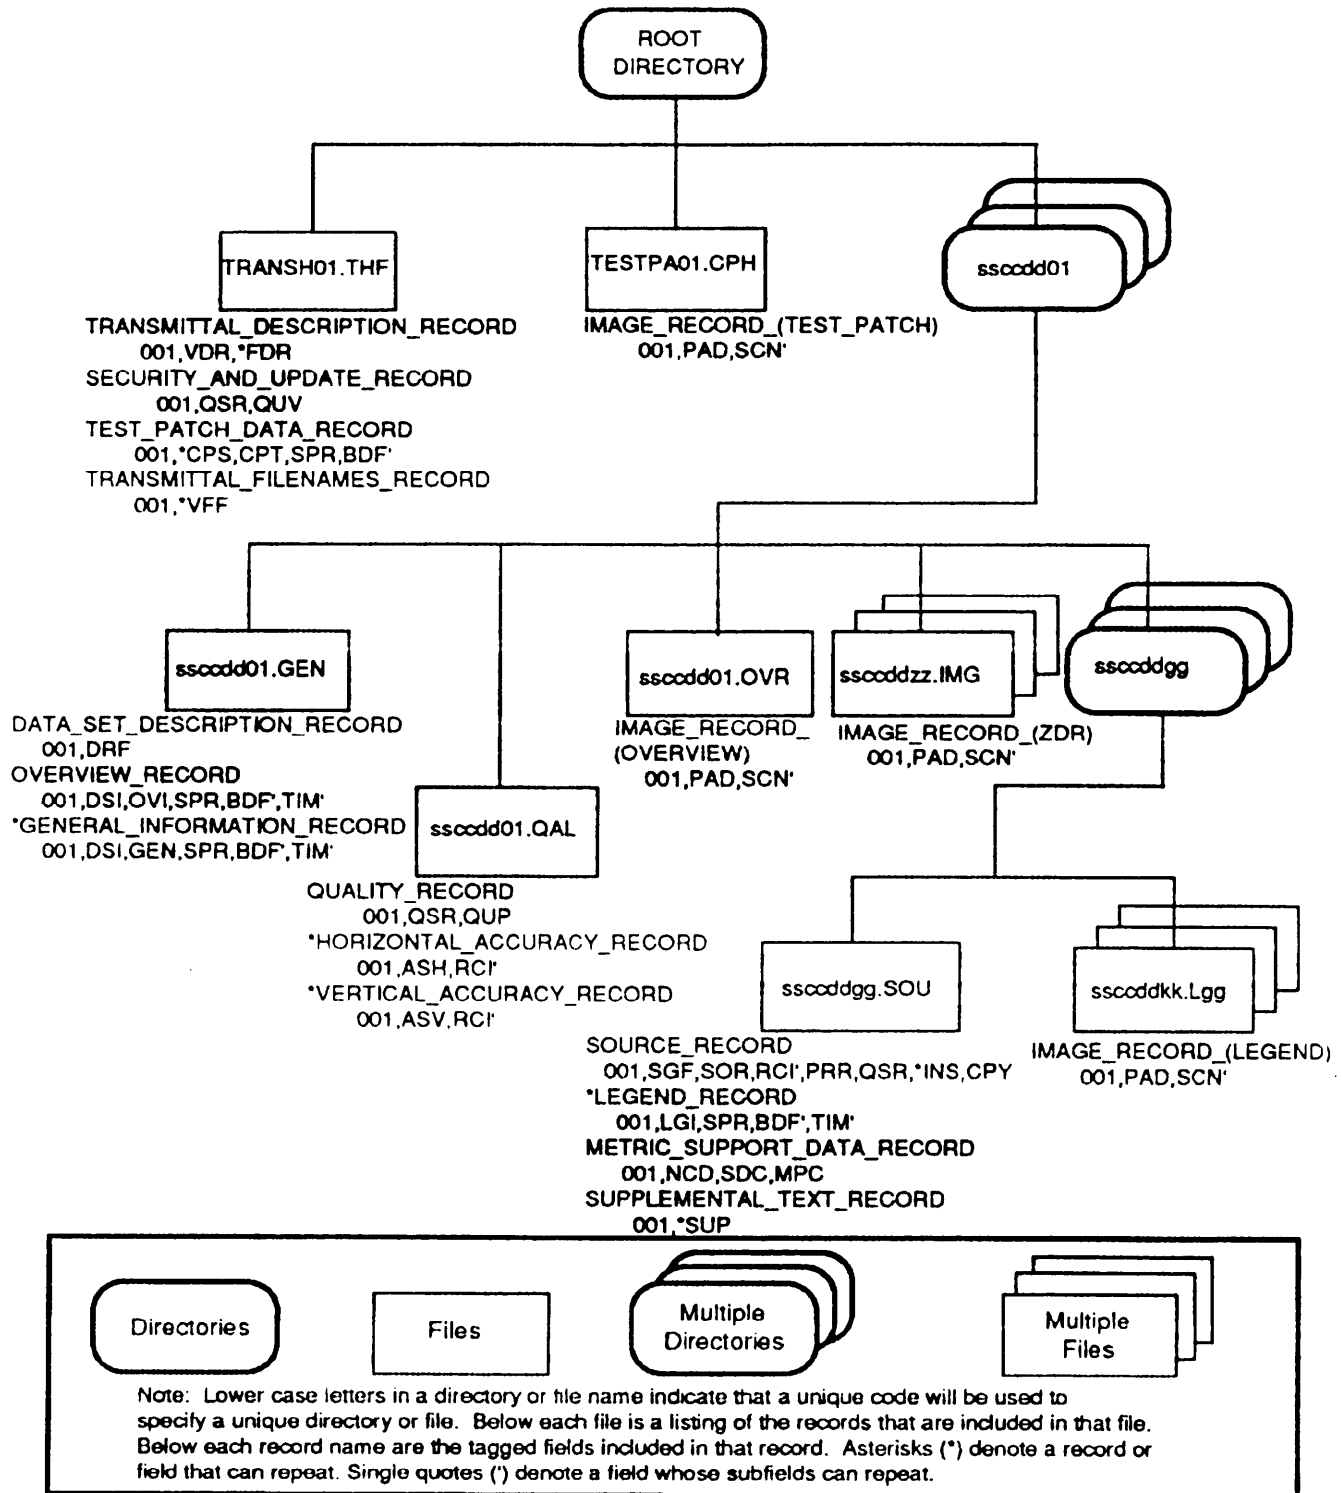 ROOT
DIRECTORY
TRANSH01.THF
TESTPA01.CPH
ssccdd01
TRANSMITTAL_DESCRIPTION_RECORD
001,VDR,*FDR
SECURITY_AND_UPDATE_RECORD
001,QSR,QUV
TEST_PATCH_DATA_RECORD
001,*CPS,CPT,SPR,BDF'
TRANSMITTAL_FILENAMES_RECORD
001,*VFF
IMAGE_RECORD_(TEST_PATCH)
001,PAD,SCN'
ssccdd01.GEN
ssccdd01.OVR
ssccddzz.IMG
ssccddgg
DATA_SET_DESCRIPTION_RECORD
001,DRF
OVERVIEW_RECORD
001,DSI,OVI,SPR,BDF',TIM'
*GENERAL_INFORMATION_RECORD
001,DSI,GEN,SPR,BDF',TIM'
ssccdd01.QAL
IMAGE_RECORD_
(OVERVIEW)
001,PAD,SCN'
IMAGE_RECORD_(ZDR)
001,PAD,SCN'
QUALITY_RECORD
001,QSR,QUP
*HORIZONTAL_ACCURACY_RECORD
001,ASH,RCI'
*VERTICAL_ACCURACY_RECORD
001,ASV,RCI'
ssccddgg.SOU
ssccddkk.Lgg
SOURCE_RECORD
001,SGF,SOR,RCI',PRR,QSR,*INS,CPY
*LEGEND_RECORD
001,LGI,SPR,BDF',TIM'
METRIC_SUPPORT_DATA_RECORD
001,NCD,SDC,MPC
SUPPLEMENTAL_TEXT_RECORD
001,*SUP
IMAGE_RECORD_(LEGEND)
001,PAD,SCN'
Directories
Files
Multiple
Directories
Multiple
Files
Note: Lower case letters in a directory or file name indicate that a unique code will be used to
specify a unique directory or file. Below each file is a listing of the records that are included in that file.
Below each record name are the tagged fields included in that record. Asterisks (*) denote a record or
field that can repeat. Single quotes (') denote a field whose subfields can repeat.